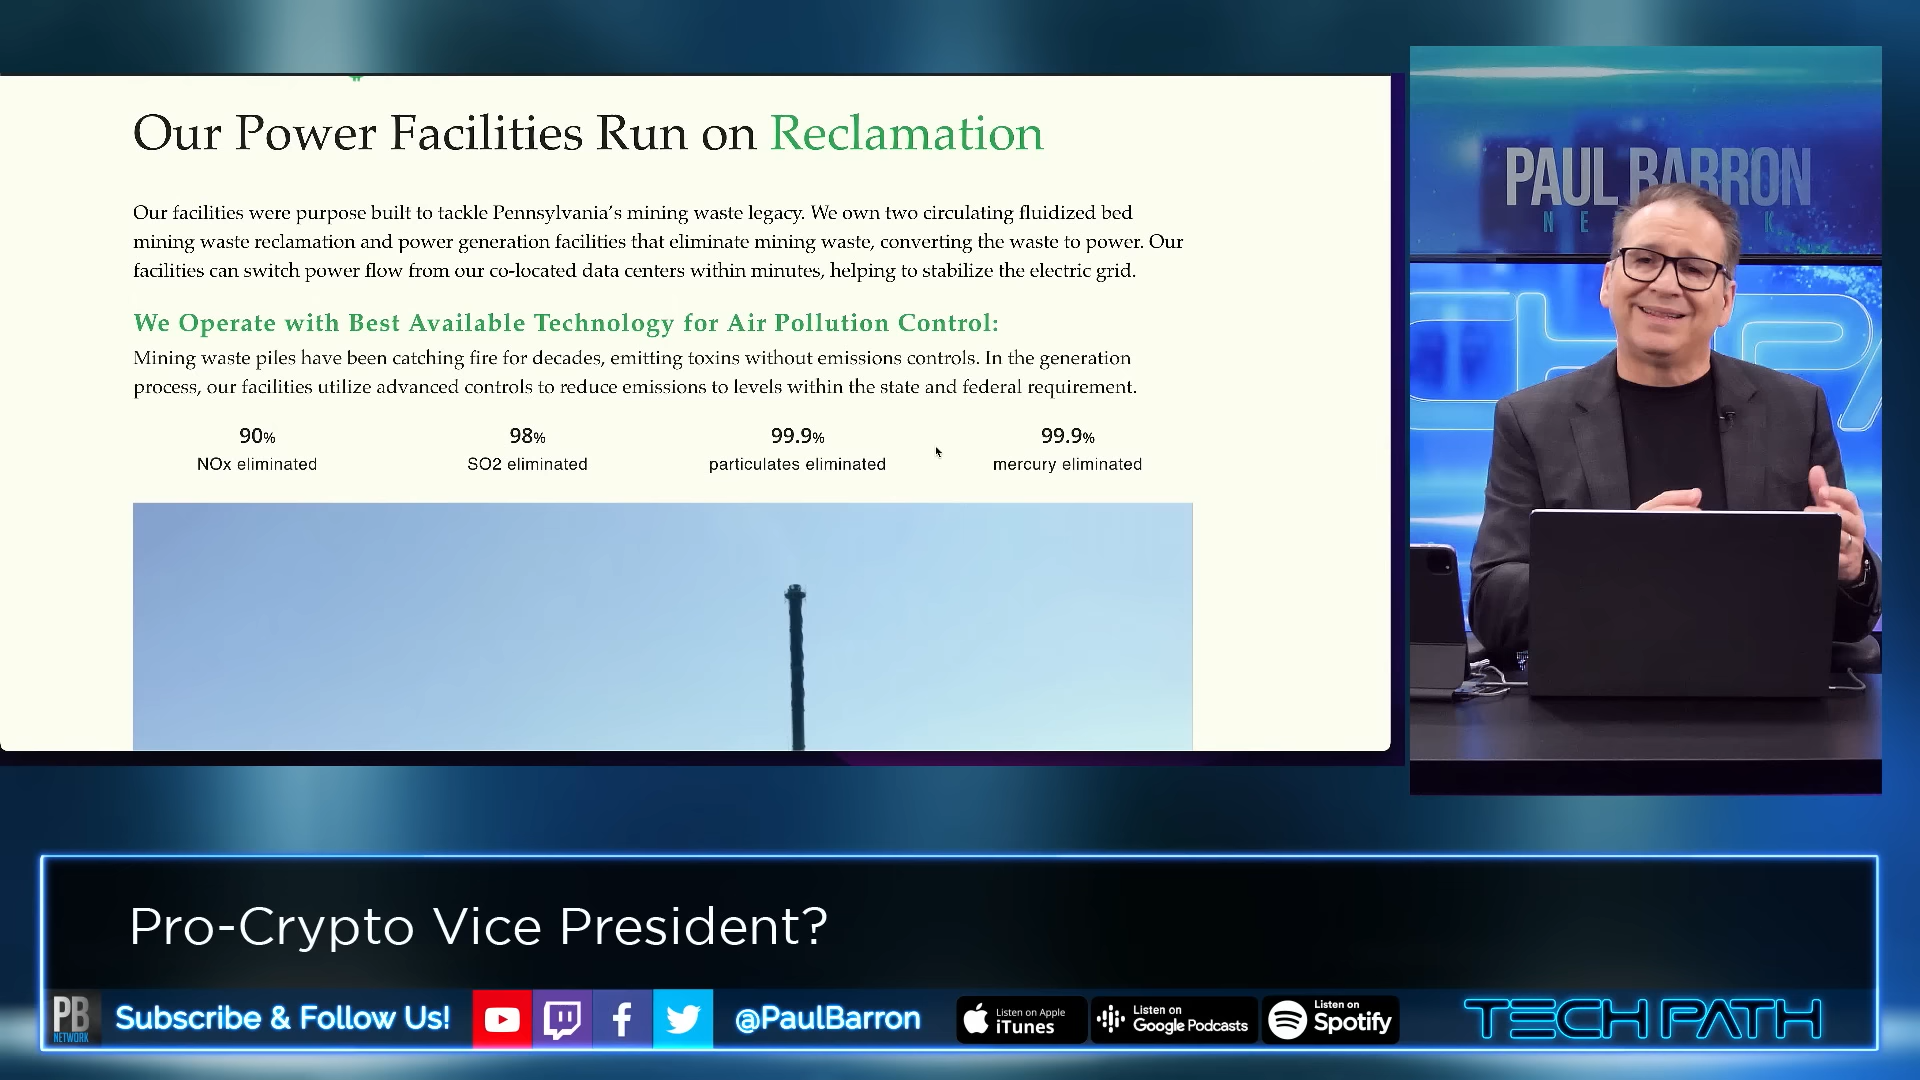 Our Power Facilities Run on Reclamation
Our facilities were purpose built to tackle Pennsylvania's mining waste legacy. We own two circulating fluidized bed
mining waste reclamation and power generation facilities that eliminate mining waste, converting the waste to power. Our
facilities can switch power flow from our co-located data centers within minutes, helping to stabilize the electric grid.
We Operate with Best Available Technology for Air Pollution Control:
Mining waste piles have been catching fire for decades, emitting toxins without emissions controls. In the generation
process, our facilities utilize advanced controls to reduce emissions to levels within the state and federal requirement.
90% 98% 99.9% 99.9%
NOx eliminated SO2 eliminated particulates eliminated mercury eliminated
PAUL BARRON
Pro-Crypto Vice President?
PB
NETWORK
Subscribe & Follow Us!
@PaulBarron
Listen on Apple
iTunes
Listen on
Google Podcasts
Listen on
Spotify
TECH PATH